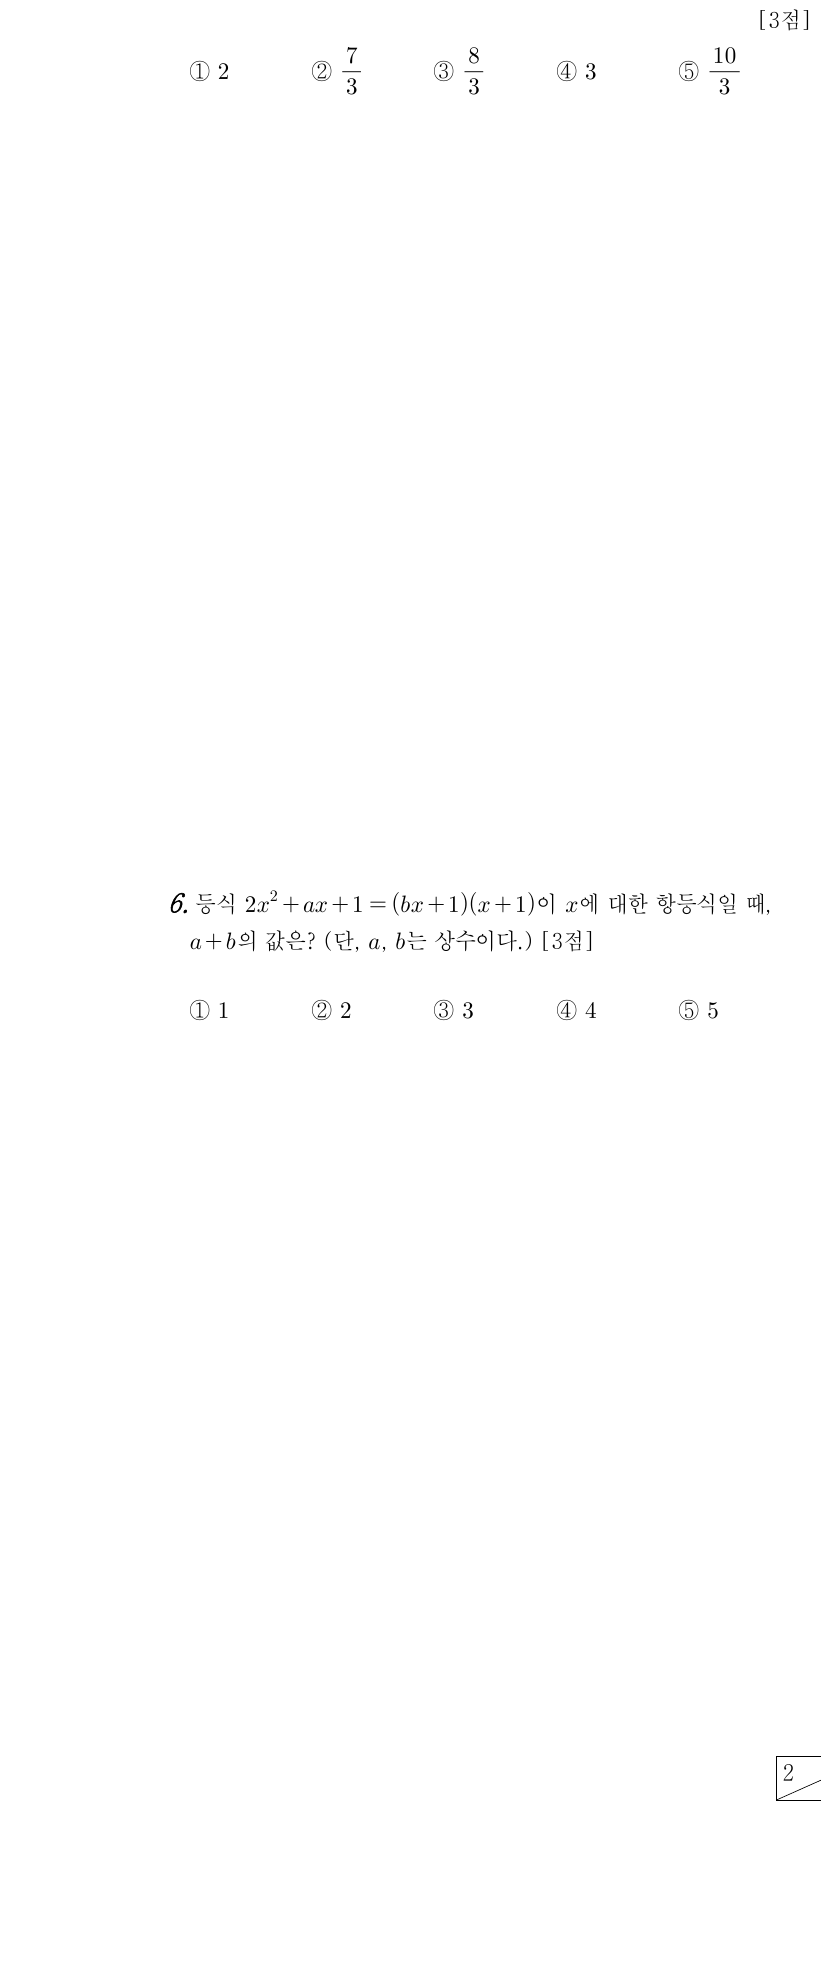 [3점]
① 2 ② 7/3 ③ 8/3 ④ 3 ⑤ 10/3
6. 등식 2x²+ax+1=(bx+1)(x+1)이 x에 대한 항등식일 때,
a+b의 값은? (단, a, b는 상수이다.) [3점]
① 1 ② 2 ③ 3 ④ 4 ⑤ 5
2